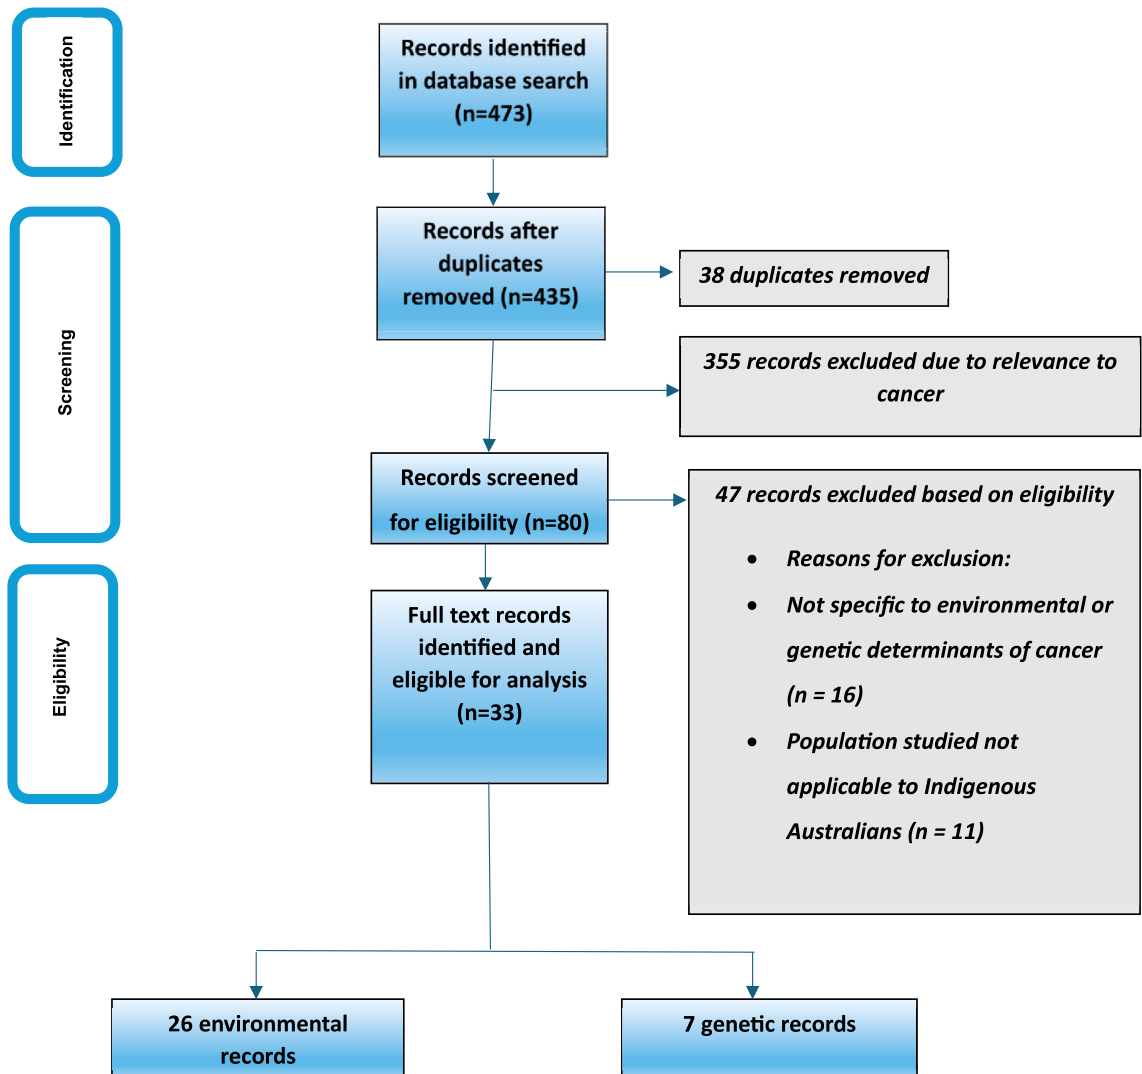 Identification
Records identified
in database search
(n=473)
Screening
Records after
duplicates
removed (n=435)
38 duplicates removed
355 records excluded due to relevance to
cancer
Records screened
for eligibility (n=80)
47 records excluded based on eligibility
• Reasons for exclusion:
• Not specific to environmental or
genetic determinants of cancer
(n = 16)
• Population studied not
applicable to Indigenous
Australians (n = 11)
Eligibility
Full text records
identified and
eligible for analysis
(n=33)
26 environmental
records
7 genetic records